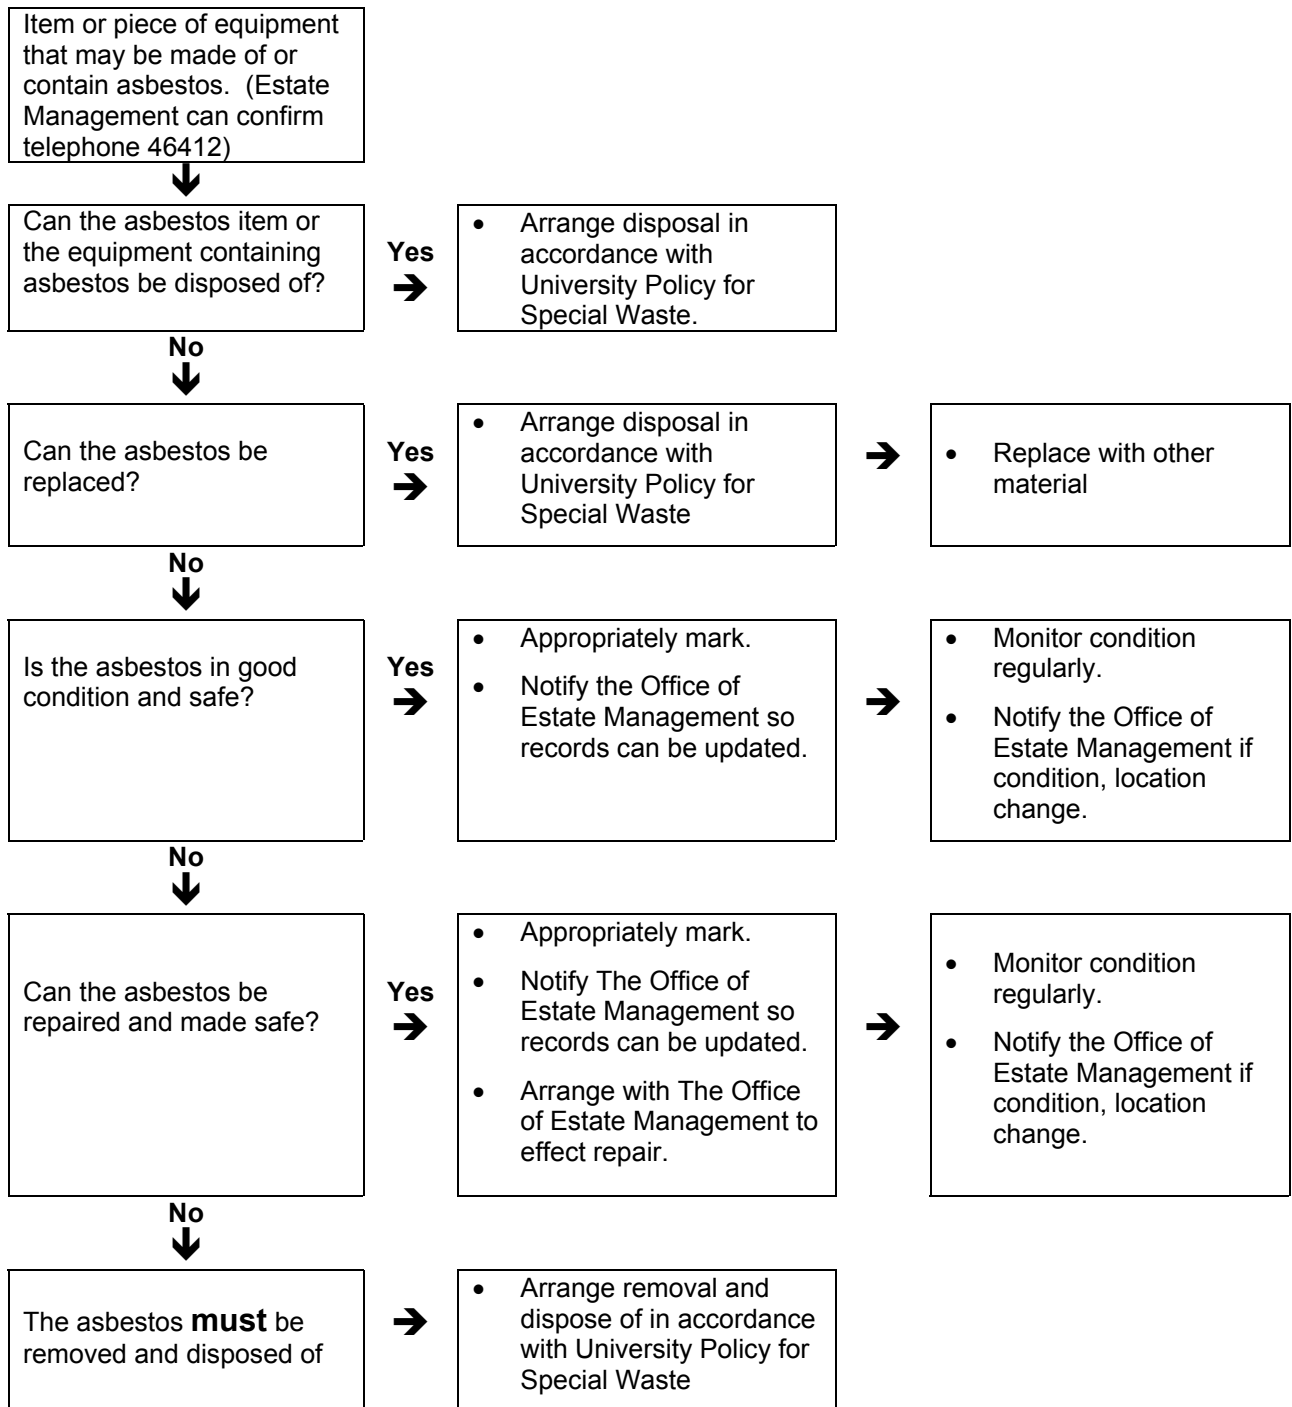 Item or piece of equipment
that may be made of or
contain asbestos.  (Estate
Management can confirm
telephone 46412)
Can the asbestos item or
the equipment containing
asbestos be disposed of?
Yes
• Arrange disposal in
accordance with
University Policy for
Special Waste.
No
Can the asbestos be
replaced?
Yes
• Arrange disposal in
accordance with
University Policy for
Special Waste
• Replace with other
material
No
Is the asbestos in good
condition and safe?
Yes
• Appropriately mark.
• Notify the Office of
Estate Management so
records can be updated.
• Monitor condition
regularly.
• Notify the Office of
Estate Management if
condition, location
change.
No
Can the asbestos be
repaired and made safe?
Yes
• Appropriately mark.
• Notify The Office of
Estate Management so
records can be updated.
• Arrange with The Office
of Estate Management to
effect repair.
• Monitor condition
regularly.
• Notify the Office of
Estate Management if
condition, location
change.
No
The asbestos must be
removed and disposed of
• Arrange removal and
dispose of in accordance
with University Policy for
Special Waste